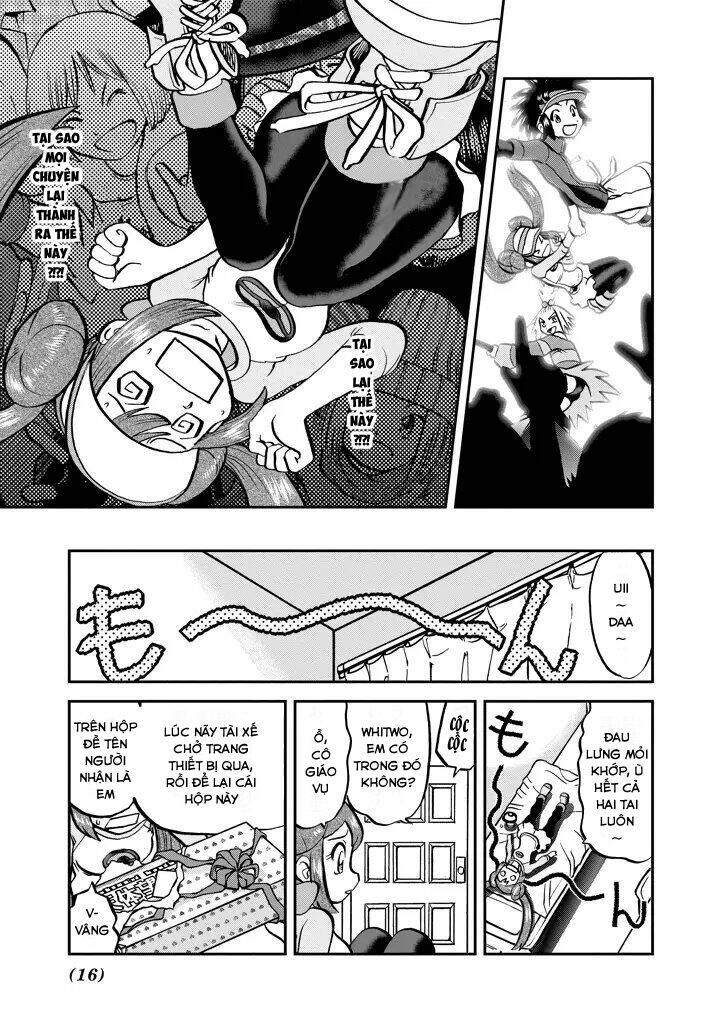 TẠI SAO
MỌI
CHUYỆN
LẠI
THÀNH
RA THẾ
NÀY
?!?!
TẠI
SAO
LẠI
THẾ
NÀY
?!?!
UII
~
DAA
~
も～～ん
ĐAU
LƯNG MỎI
KHỚP, Ù
HẾT CẢ
HAI TAI
LUÔN
~
も～ん
CỘC
CỘC
WHITWO,
EM CÓ
TRONG ĐÓ
KHÔNG?
Ồ,
CÔ
GIÁO
VỤ
LÚC NÃY TÀI XẾ
CHỞ TRANG
THIẾT BỊ QUA,
RỒI ĐỂ LẠI CÁI
HỘP NÀY
TRÊN HỘP
ĐỀ TÊN
NGƯỜI
NHẬN LÀ
EM
V-
VÂNG
(16)